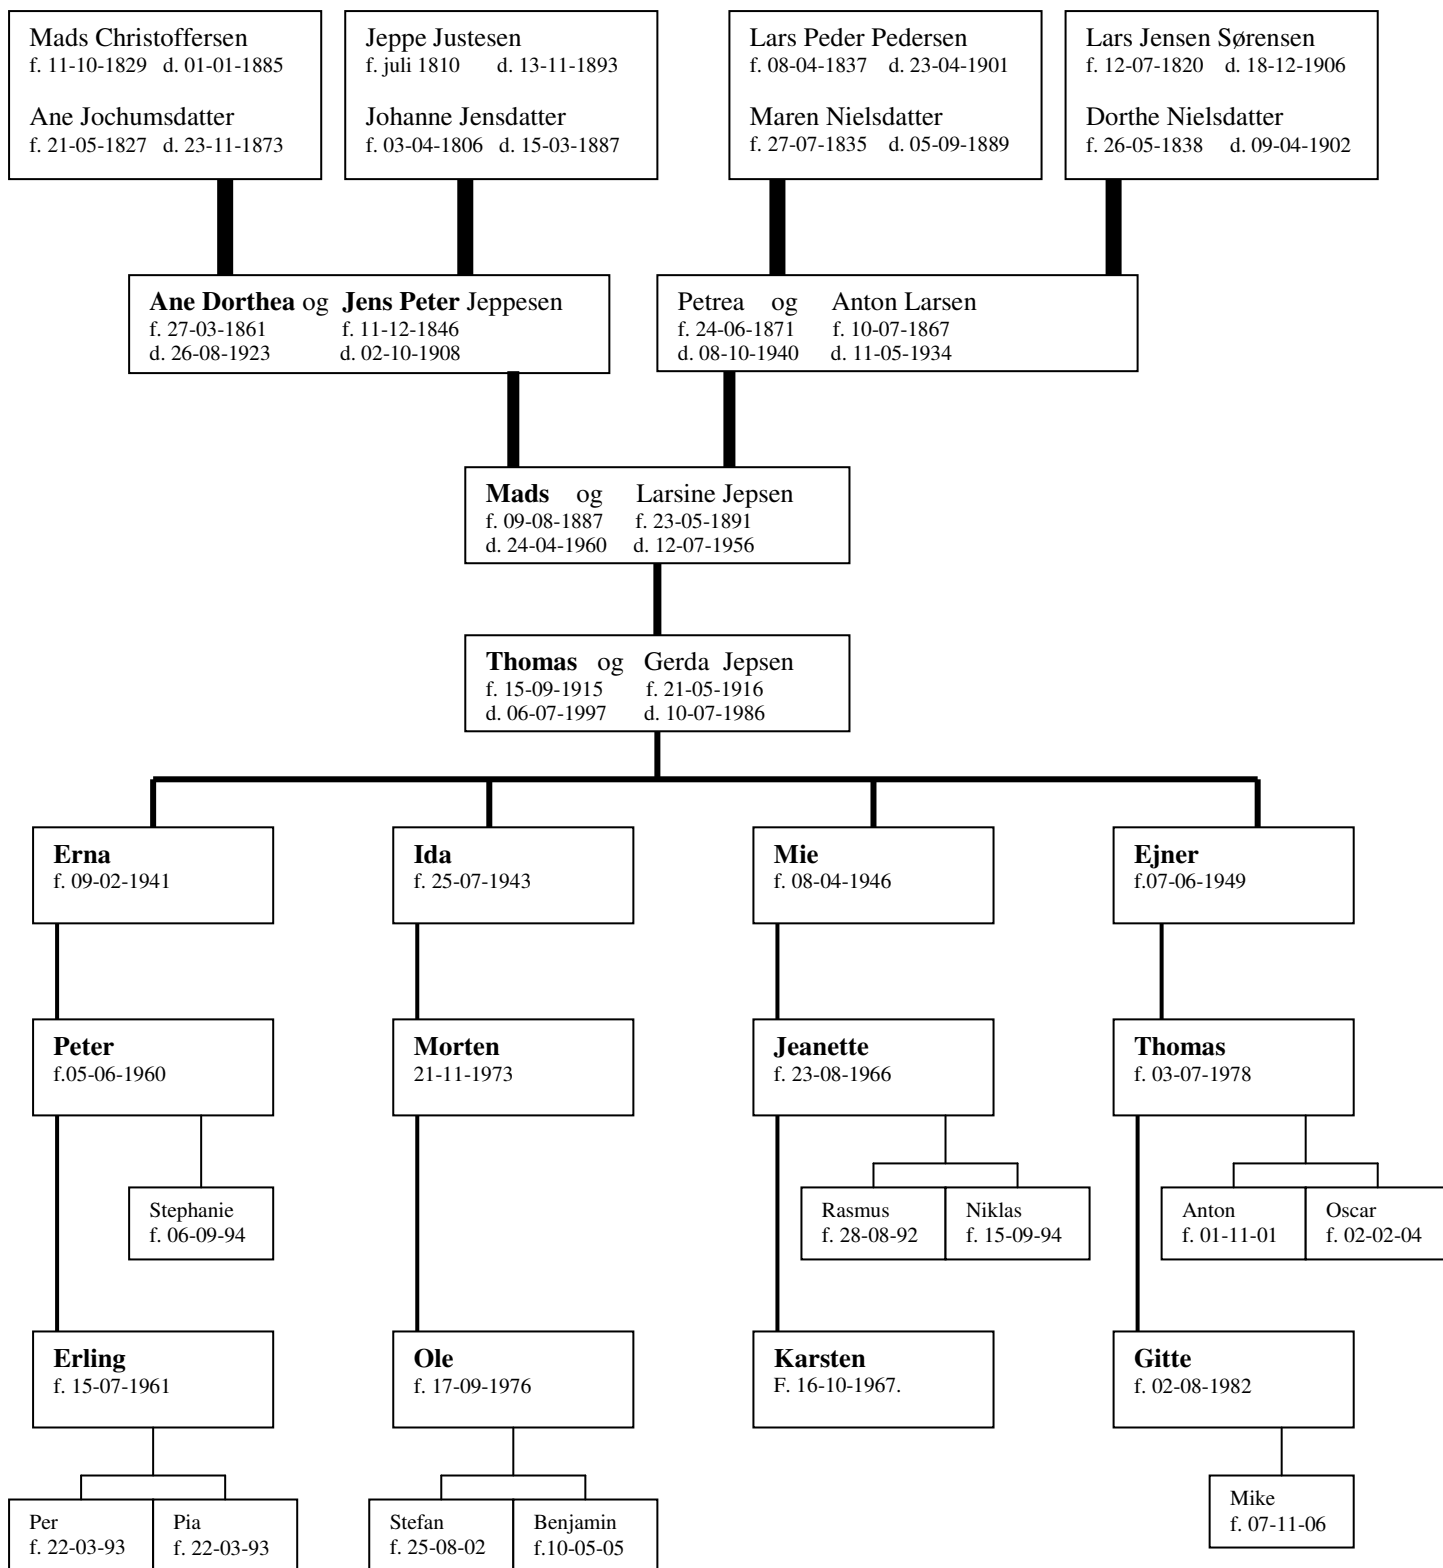 Mads Christoffersen
f. 11-10-1829 d. 01-01-1885
Ane Jochumsdatter
f. 21-05-1827 d. 23-11-1873
Jeppe Justesen
f. juli 1810 d. 13-11-1893
Johanne Jensdatter
f. 03-04-1806 d. 15-03-1887
Lars Peder Pedersen
f. 08-04-1837 d. 23-04-1901
Maren Nielsdatter
f. 27-07-1835 d. 05-09-1889
Lars Jensen Sørensen
f. 12-07-1820 d. 18-12-1906
Dorthe Nielsdatter
f. 26-05-1838 d. 09-04-1902
Ane Dorthea og Jens Peter Jeppesen
f. 27-03-1861 f. 11-12-1846
d. 26-08-1923 d. 02-10-1908
Petrea og Anton Larsen
f. 24-06-1871 f. 10-07-1867
d. 08-10-1940 d. 11-05-1934
Mads og Larsine Jepsen
f. 09-08-1887 f. 23-05-1891
d. 24-04-1960 d. 12-07-1956
Thomas og Gerda Jepsen
f. 15-09-1915 f. 21-05-1916
d. 06-07-1997 d. 10-07-1986
Erna
f. 09-02-1941
Ida
f. 25-07-1943
Mie
f. 08-04-1946
Ejner
f.07-06-1949
Peter
f.05-06-1960
Morten
21-11-1973
Jeanette
f. 23-08-1966
Thomas
f. 03-07-1978
Stephanie
f. 06-09-94
Rasmus
f. 28-08-92
Niklas
f. 15-09-94
Anton
f. 01-11-01
Oscar
f. 02-02-04
Erling
f. 15-07-1961
Ole
f. 17-09-1976
Karsten
F. 16-10-1967.
Gitte
f. 02-08-1982
Per
f. 22-03-93
Pia
f. 22-03-93
Stefan
f. 25-08-02
Benjamin
f.10-05-05
Mike
f. 07-11-06